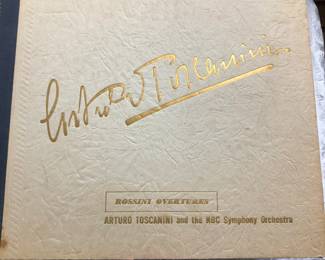 Arturo Toscanini
ROSSINI OVERTURES
ARTURO TOSCANINI and the NBC Symphony Orchestra